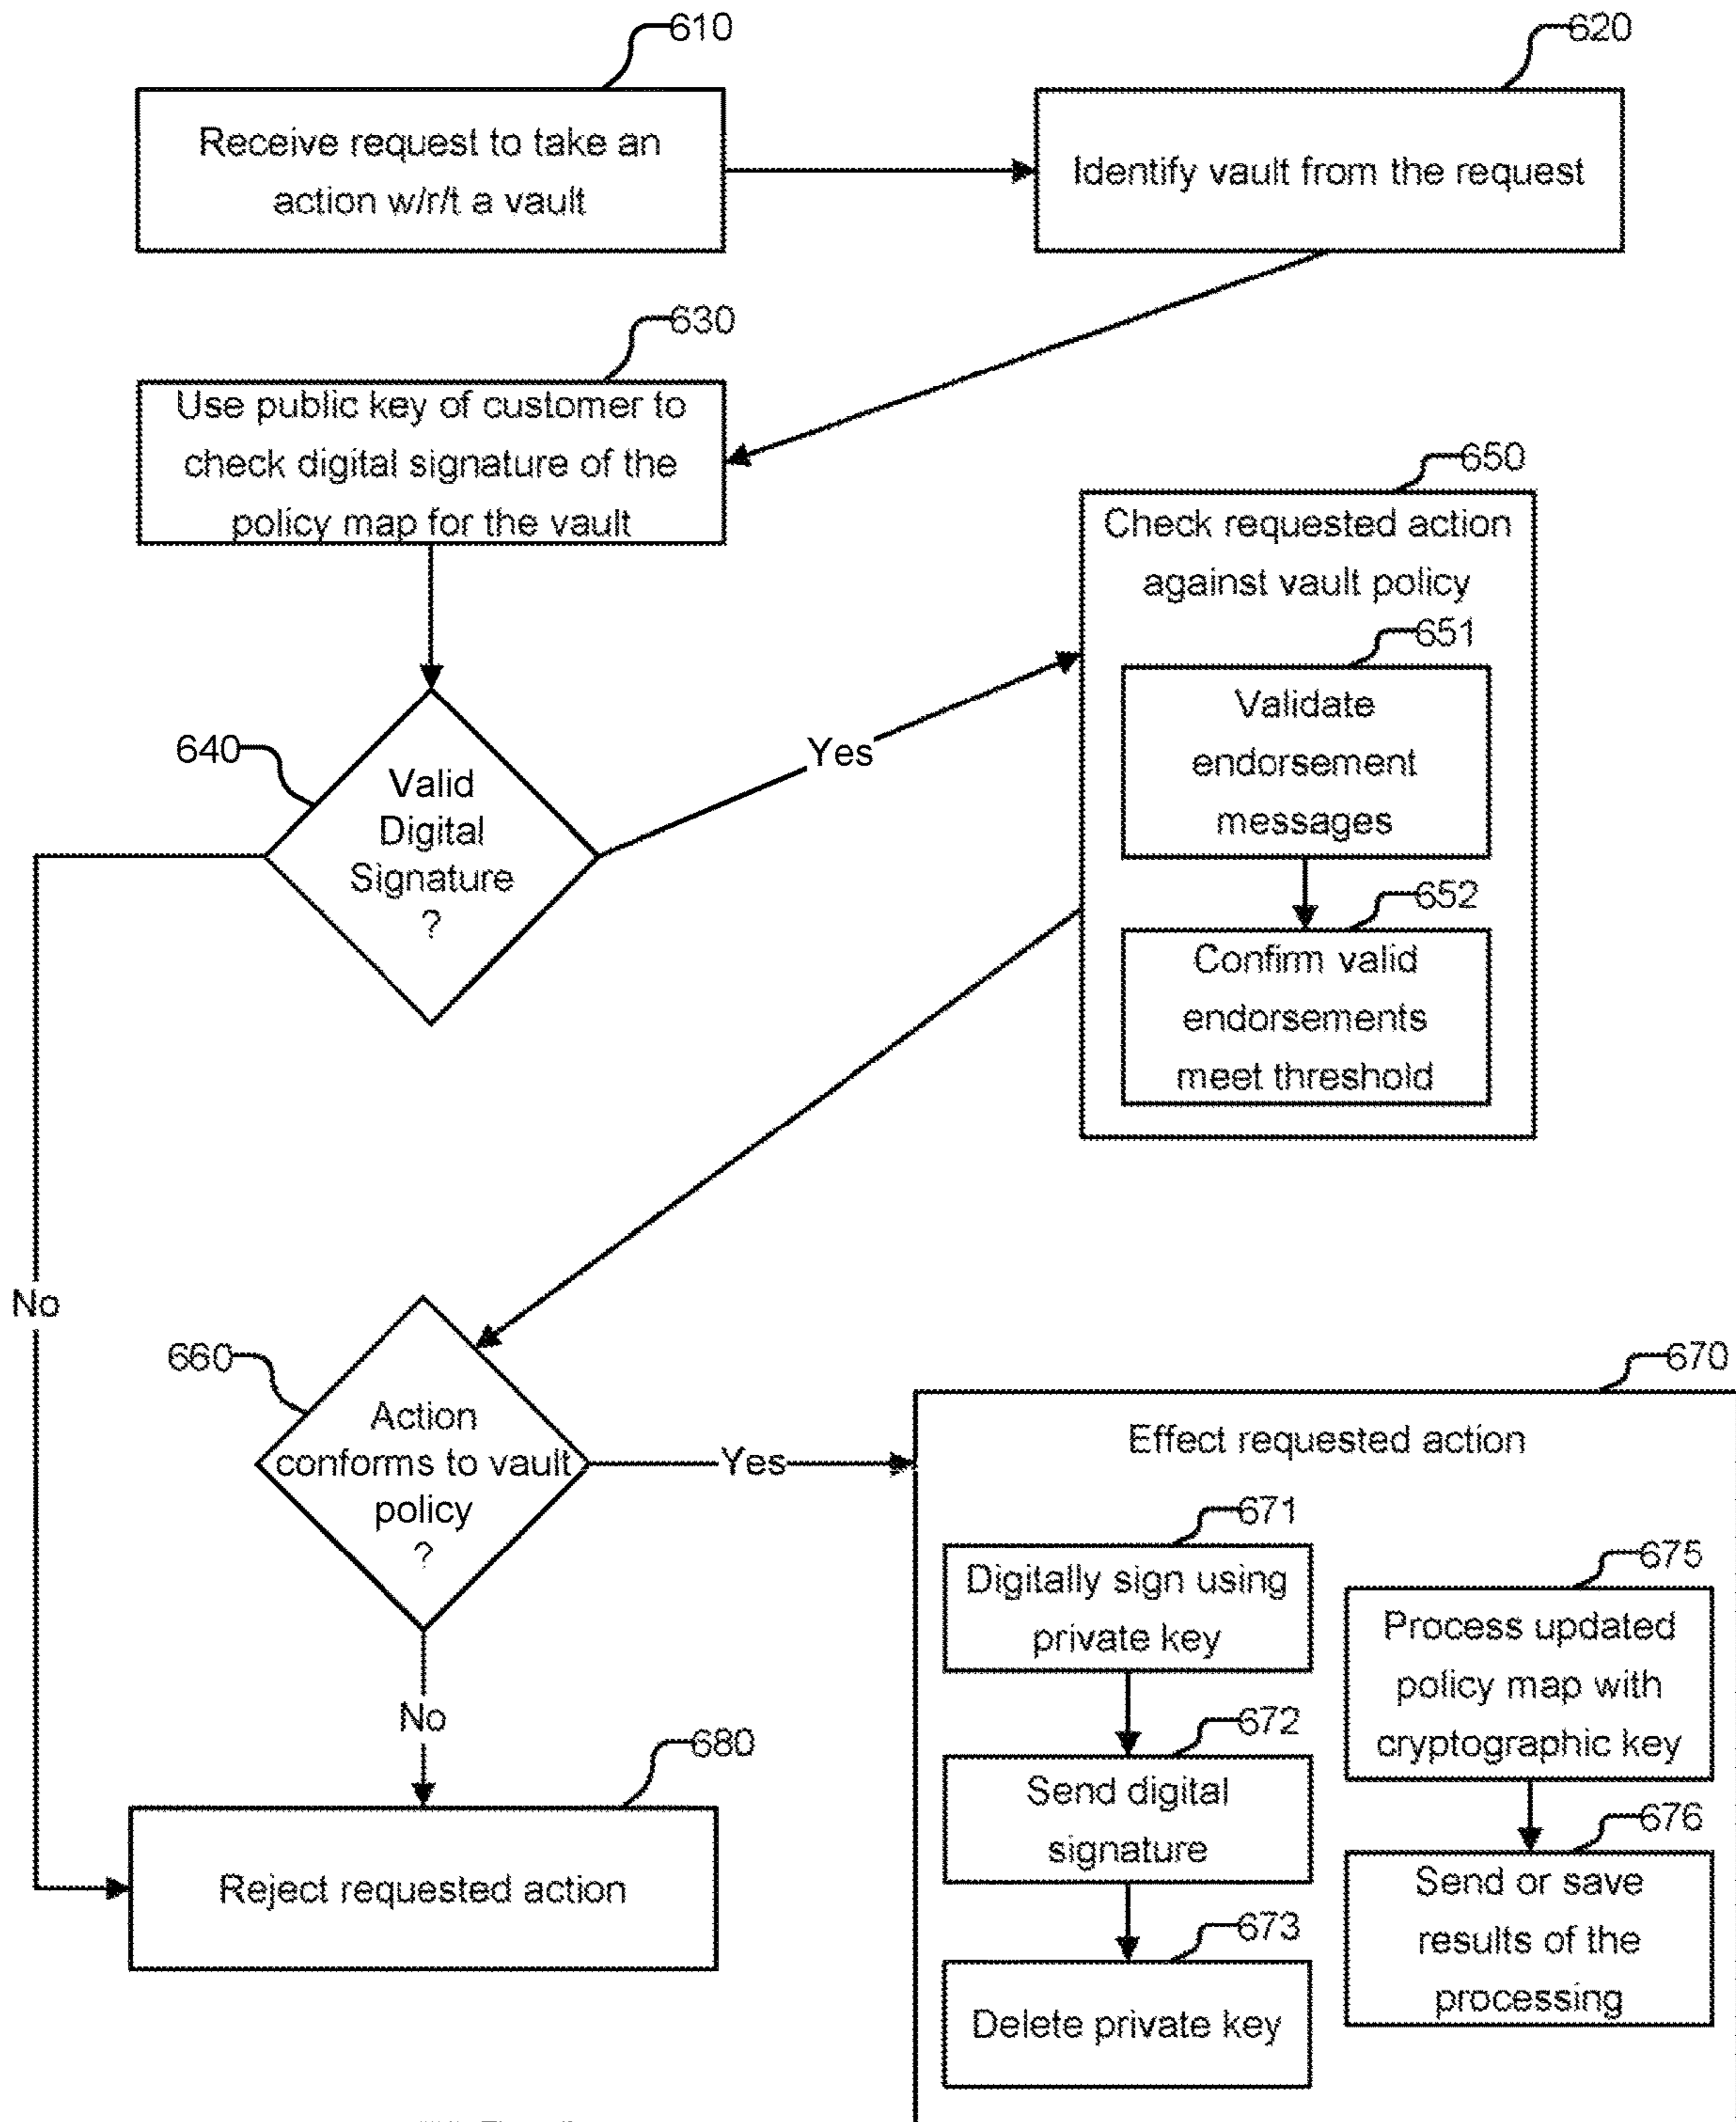 610
Receive request to take an
action w/r/t a vault
620
Identify vault from the request
630
Use public key of customer to
check digital signature of the
policy map for the vault
640
Valid
Digital
Signature
?
Yes
No
650
Check requested action
against vault policy
651
Validate
endorsement
messages
652
Confirm valid
endorsements
meet threshold
660
Action
conforms to vault
policy
?
Yes
No
670
Effect requested action
671
Digitally sign using
private key
672
Send digital
signature
673
Delete private key
675
Process updated
policy map with
cryptographic key
676
Send or save
results of the
processing
680
Reject requested action